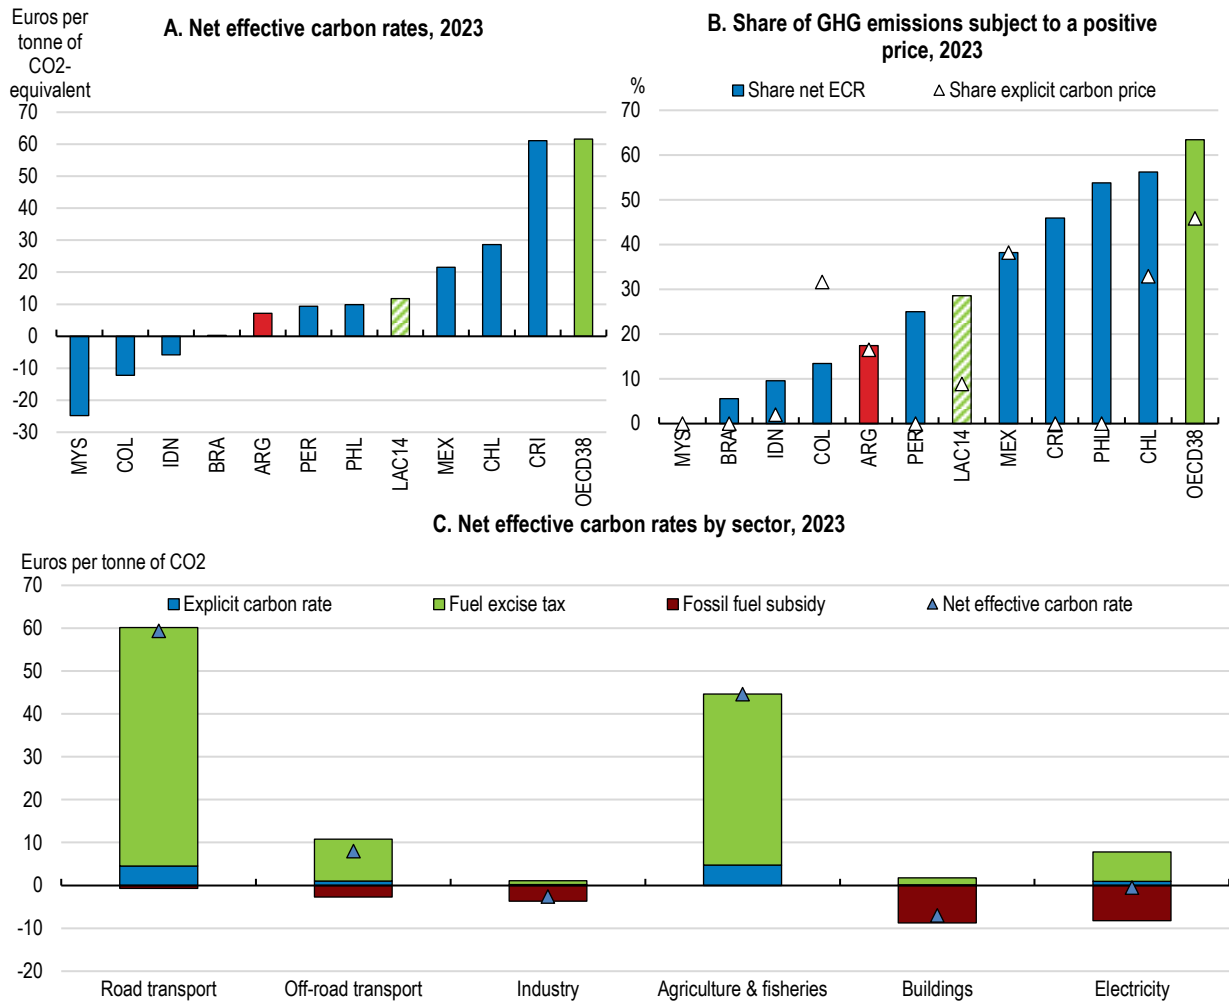 Euros per
tonne of
CO2-
equivalent
A. Net effective carbon rates, 2023
70
60
50
40
30
20
10
0
-10
-20
-30
MYS
COL
IDN
BRA
ARG
PER
PHL
LAC14
MEX
CHL
CRI
OECD38
B. Share of GHG emissions subject to a positive
price, 2023
%
Share net ECR
Share explicit carbon price
70
60
50
40
30
20
10
0
MYS
BRA
IDN
COL
ARG
PER
LAC14
MEX
CRI
PHL
CHL
OECD38
C. Net effective carbon rates by sector, 2023
Euros per tonne of CO2
Explicit carbon rate
Fuel excise tax
Fossil fuel subsidy
Net effective carbon rate
70
60
50
40
30
20
10
0
-10
-20
Road transport
Off-road transport
Industry
Agriculture & fisheries
Buildings
Electricity